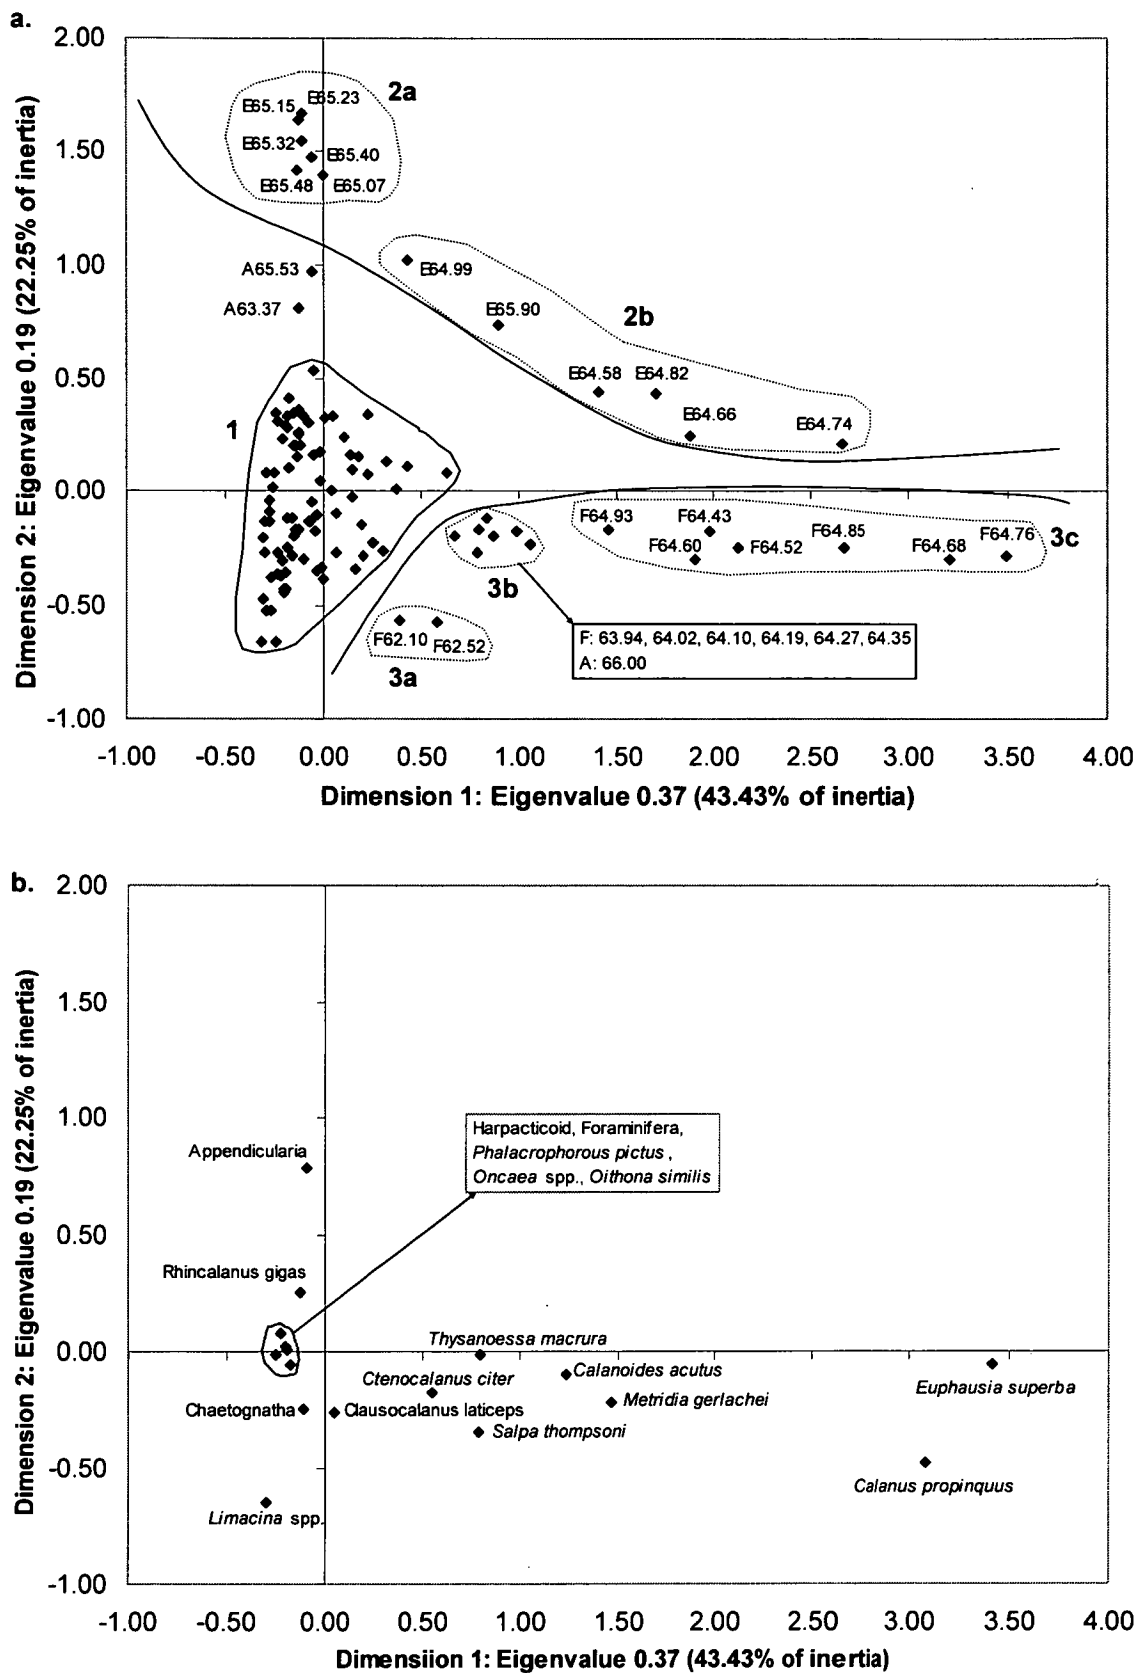 a.
2.00
1.50
1.00
0.50
0.00
-0.50
-1.00
Dimension 2: Eigenvalue 0.19 (22.25% of inertia)
2a
E65.15
E65.23
E65.32
E65.40
E65.48
E65.07
A65.53
A63.37
E64.99
E65.90
2b
E64.58
E64.82
E64.66
E64.74
1
F64.93
F64.43
F64.85
F64.76
F64.60
F64.52
F64.68
3c
3b
F62.10
F62.52
3a
F: 63.94, 64.02, 64.10, 64.19, 64.27, 64.35
A: 66.00
-1.00 -0.50 0.00 0.50 1.00 1.50 2.00 2.50 3.00 3.50 4.00
Dimension 1: Eigenvalue 0.37 (43.43% of inertia)
b.
2.00
1.50
1.00
0.50
0.00
-0.50
-1.00
Dimension 2: Eigenvalue 0.19 (22.25% of inertia)
Harpacticoid, Foraminifera,
Phalacrophorous pictus ,
Oncaea spp., Oithona similis
Appendicularia
Rhincalanus gigas
Thysanoessa macrura
Ctenocalanus citer
Calanoides acutus
Euphausia superba
Chaetognatha
Clausocalanus laticeps
Metridia gerlachei
Salpa thompsoni
Calanus propinquus
Limacina spp.
-1.00 -0.50 0.00 0.50 1.00 1.50 2.00 2.50 3.00 3.50 4.00
Dimensiion 1: Eigenvalue 0.37 (43.43% of inertia)